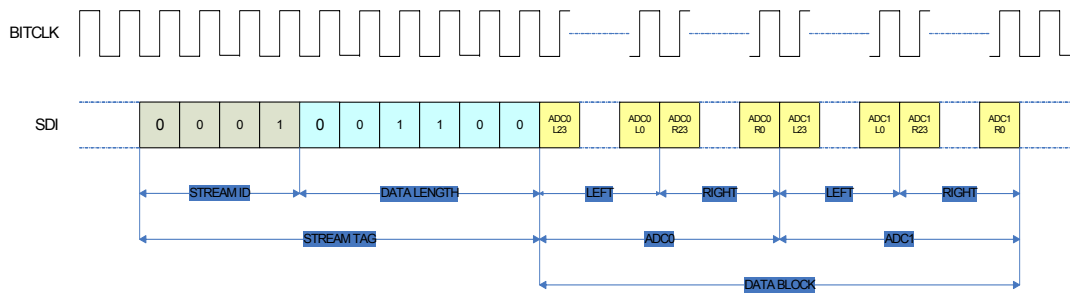 BITCLK
SDI
0 0 0 1 0 0 1 1 0 0
ADC0 L23
ADC0 L0
ADC0 R23
ADC0 R0
ADC1 L23
ADC1 L0
ADC1 R23
ADC1 R0
STREAM ID DATA LENGTH LEFT RIGHT LEFT RIGHT
STREAM TAG ADC0 ADC1
DATA BLOCK